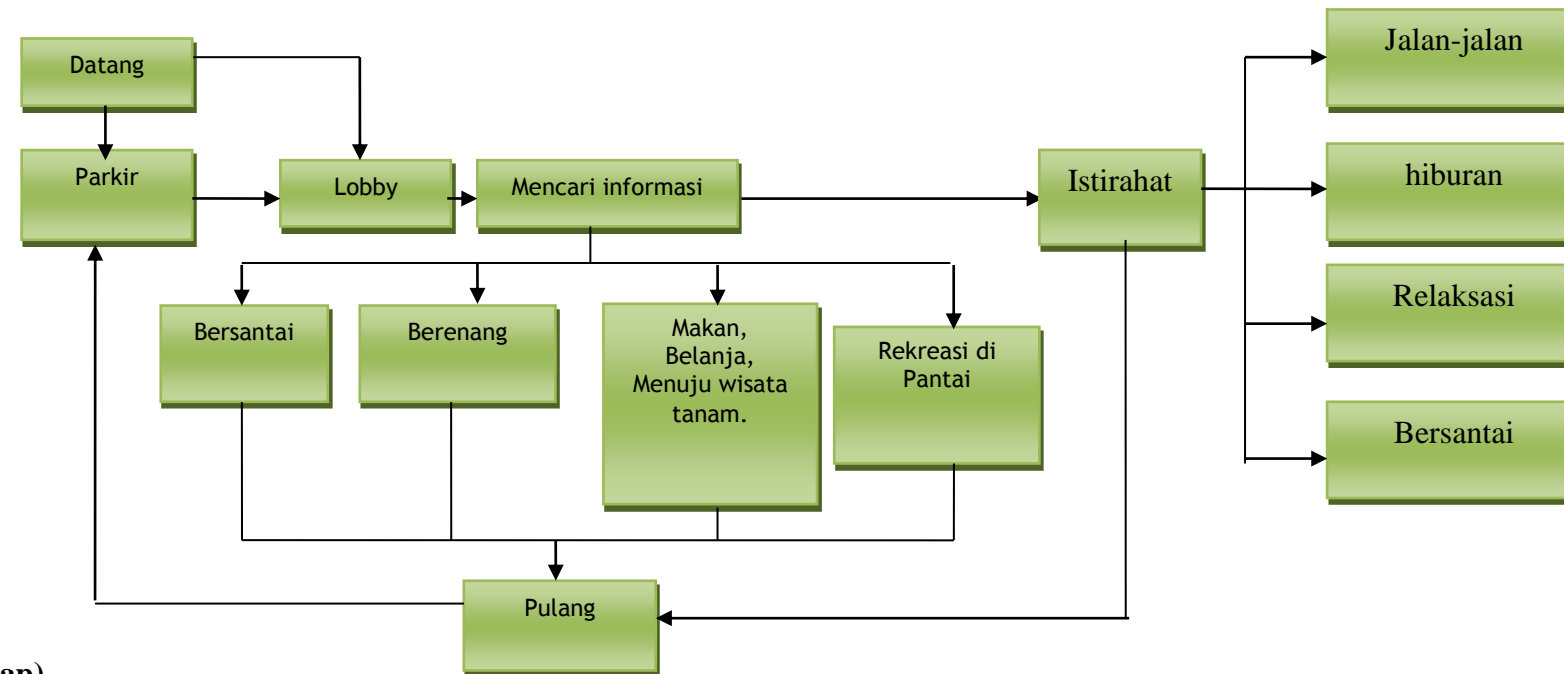 Datang
Parkir
Lobby
Mencari informasi
Istirahat
Jalan-jalan
hiburan
Relaksasi
Bersantai
Bersantai
Berenang
Makan,
Belanja,
Menuju wisata
tanam.
Rekreasi di
Pantai
Pulang